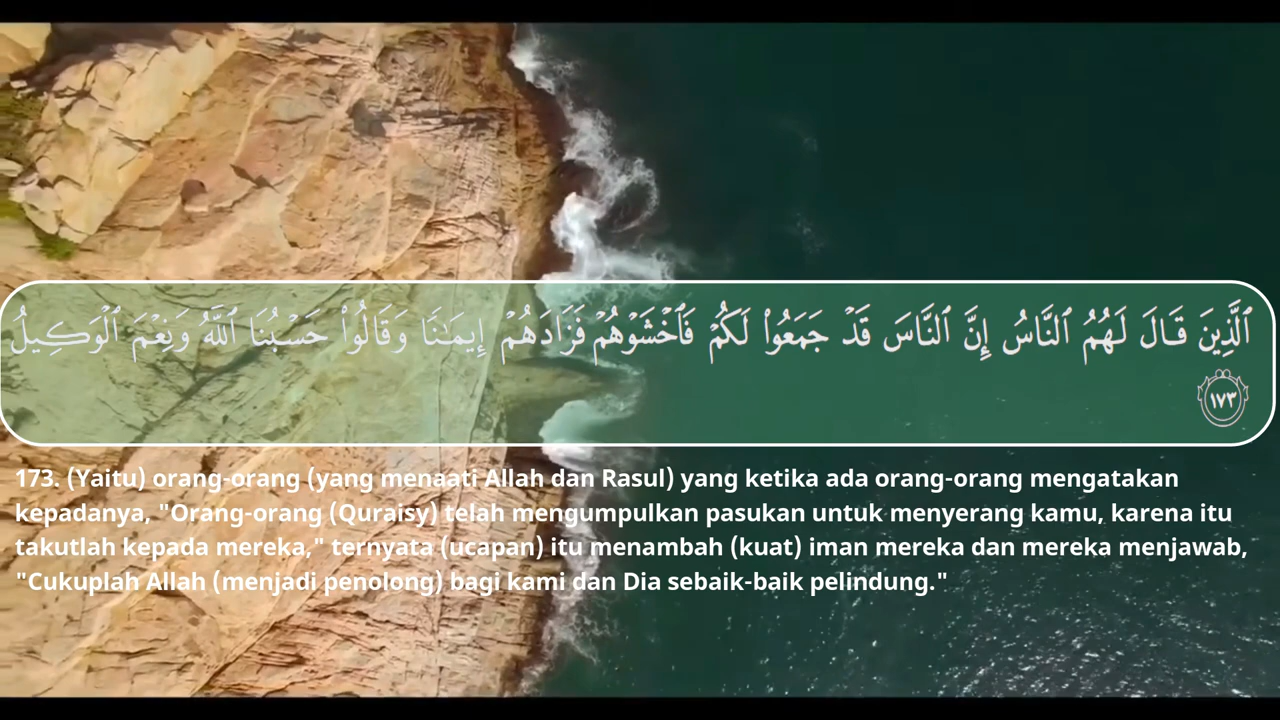 ٱلَّذِينَ قَالَ لَهُمُ ٱلنَّاسُ إِنَّ ٱلنَّاسَ قَدۡ جَمَعُواْ لَكُمۡ فَٱخۡشَوۡهُمۡ فَزَادَهُمۡ إِيمَٰنٗا وَقَالُواْ حَسۡبُنَا ٱللَّهُ وَنِعۡمَ ٱلۡوَكِيلُ
١٧٣
173. (Yaitu) orang-orang (yang menaati Allah dan Rasul) yang ketika ada orang-orang mengatakan
kepadanya, "Orang-orang (Quraisy) telah mengumpulkan pasukan untuk menyerang kamu, karena itu
takutlah kepada mereka," ternyata (ucapan) itu menambah (kuat) iman mereka dan mereka menjawab,
"Cukuplah Allah (menjadi penolong) bagi kami dan Dia sebaik-baik pelindung."